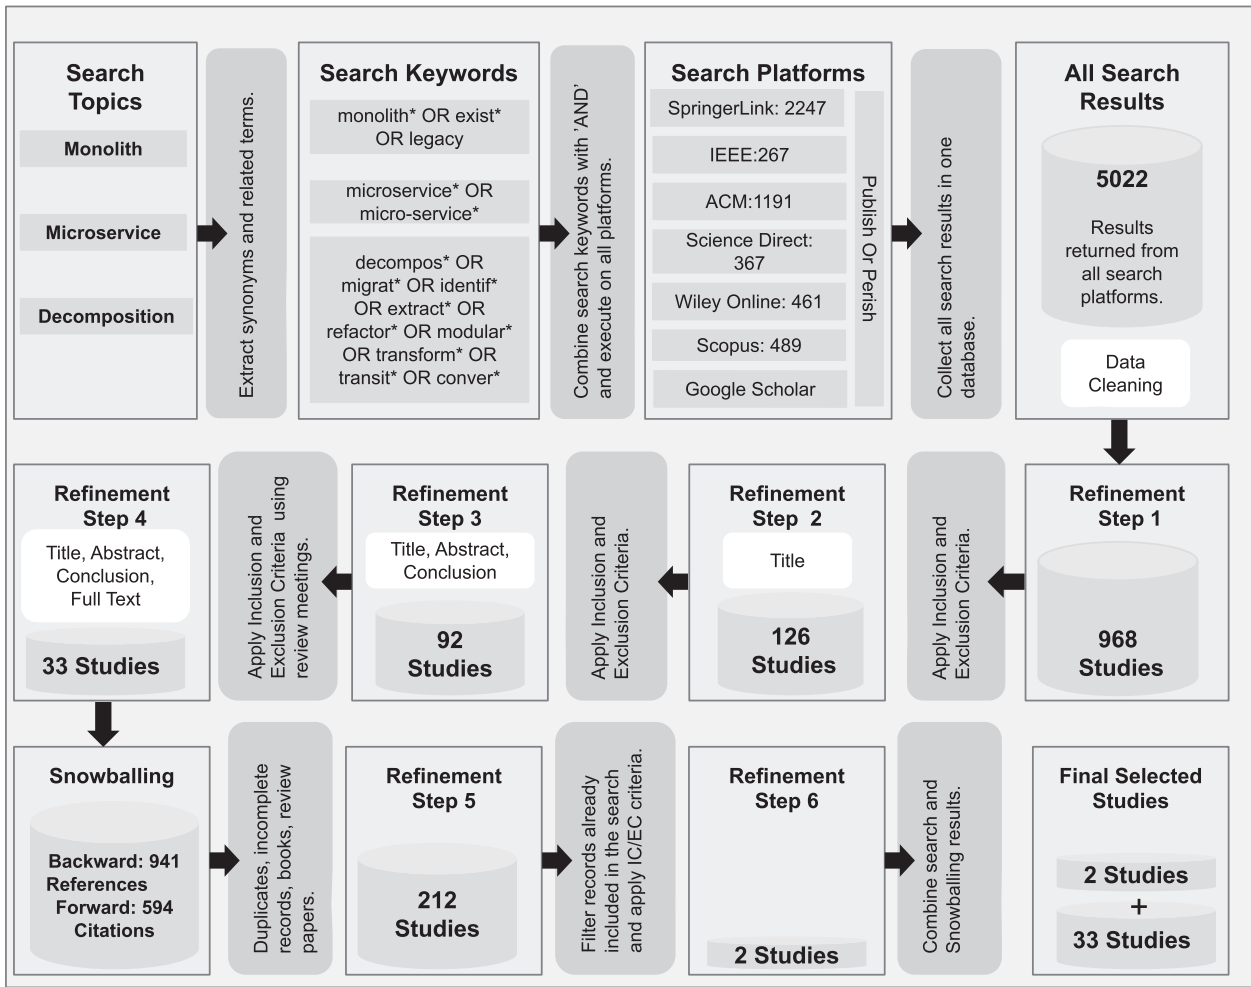 Search
Topics
Monolith
Microservice
Decomposition
Extract synonyms and related terms.
Search Keywords
monolith* OR exist*
OR legacy
microservice* OR
micro-service*
decompos* OR
migrat* OR identif*
OR extract* OR
refactor* OR modular*
OR transform* OR
transit* OR conver*
Combine search keywords with 'AND'
and execute on all platforms.
Search Platforms
SpringerLink: 2247
IEEE:267
ACM:1191
Science Direct:
367
Wiley Online: 461
Scopus: 489
Google Scholar
Publish Or Perish
Collect all search results in one
database.
All Search
Results
5022
Results
returned from
all search
platforms.
Data
Cleaning
Refinement
Step 1
968
Studies
Apply Inclusion and
Exclusion Criteria.
Refinement
Step 2
Title
126
Studies
Apply Inclusion and
Exclusion Criteria.
Refinement
Step 3
Title, Abstract,
Conclusion
92
Studies
Apply Inclusion and
Exclusion Criteria using
review meetings.
Refinement
Step 4
Title, Abstract,
Conclusion,
Full Text
33 Studies
Snowballing
Backward: 941
References
Forward: 594
Citations
Duplicates, incomplete
records, books, review
papers.
Refinement
Step 5
212
Studies
Filter records already
included in the search
and apply IC/EC criteria.
Refinement
Step 6
2 Studies
Combine search and
Snowballing results.
Final Selected
Studies
2 Studies
+
33 Studies